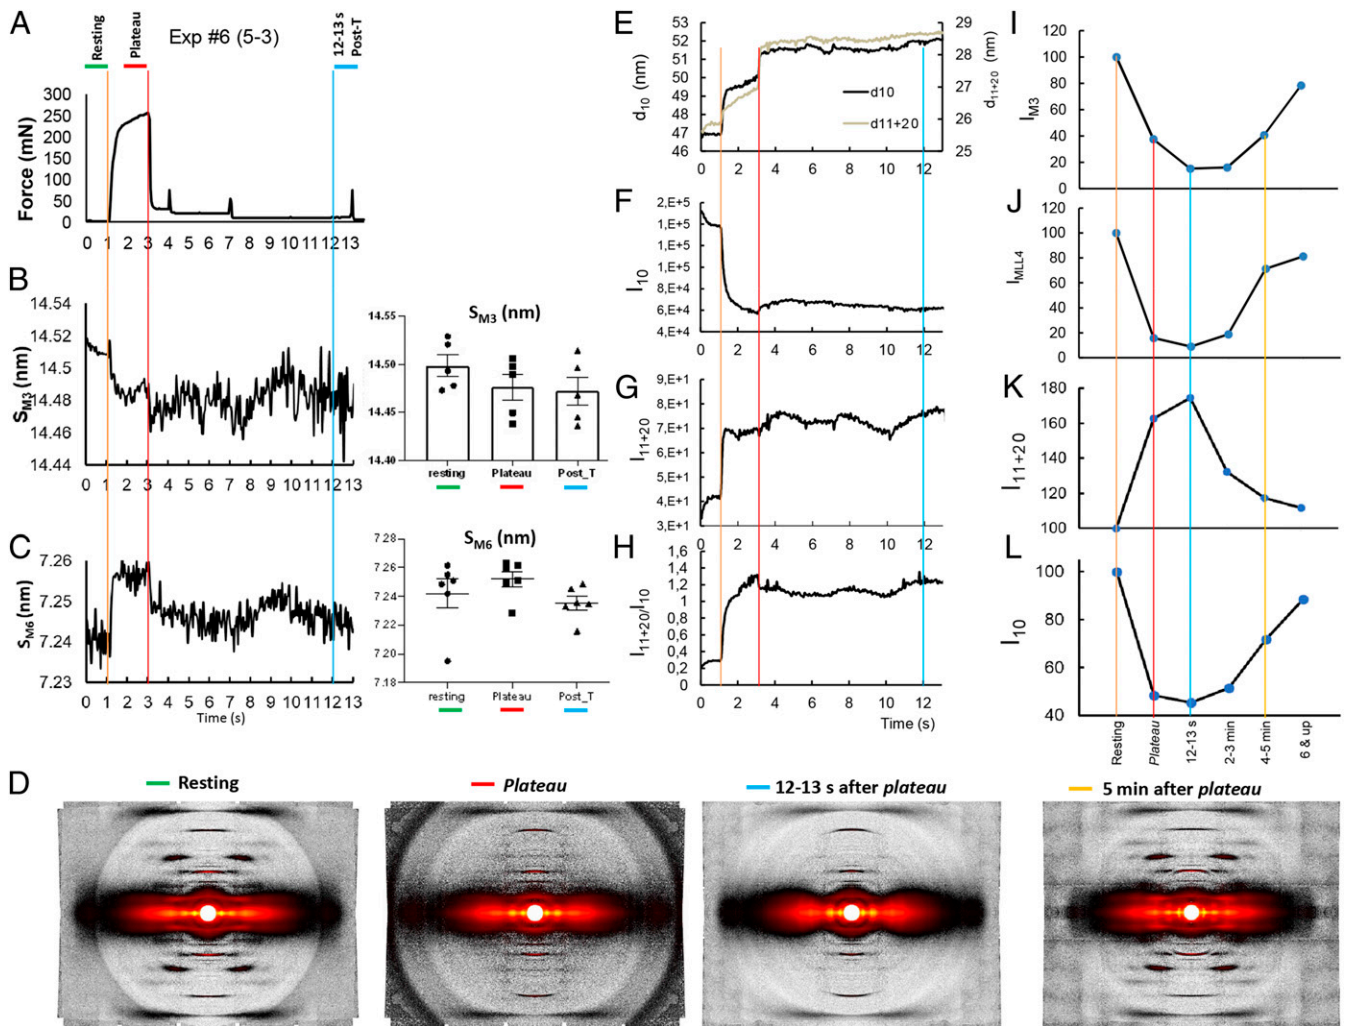 A
Resting
Plateau
Exp #6 (5-3)
12-13 s
Post-T
Force (mN)
300
250
200
150
100
50
0
0 1 2 3 4 5 6 7 8 9 10 11 12 13
B
S_M3 (nm)
14.54
14.52
14.5
14.48
14.46
14.44
0 1 2 3 4 5 6 7 8 9 10 11 12 13
S_M3 (nm)
14.55
14.50
14.45
14.40
resting Plateau Post_T
C
S_M6 (nm)
7.26
7.25
7.24
7.23
0 1 2 3 4 5 6 7 8 9 10 11 12 13
Time (s)
S_M6 (nm)
7.28
7.26
7.24
7.22
7.20
7.18
resting Plateau Post_T
E
d10 (nm)
53
52
51
50
49
48
47
46
29
28
27
26
25
d11+20 (nm)
d10
d11+20
0 2 4 6 8 10 12
F
I10
2,E+5
1,E+5
1,E+5
1,E+5
8,E+4
6,E+4
4,E+4
0 2 4 6 8 10 12
G
I11+20
9,E+1
8,E+1
7,E+1
6,E+1
5,E+1
4,E+1
3,E+1
0 2 4 6 8 10 12
H
I11+20/I10
1,6
1,4
1,2
1
0,8
0,6
0,4
0,2
0
0 2 4 6 8 10 12
Time (s)
I
I_M3
120
100
80
60
40
20
0
J
I_MLL4
120
100
80
60
40
20
0
K
I11+20
180
160
140
120
100
L
I10
100
80
60
40
Resting
Plateau
12-13 s
2-3 min
4-5 min
6 & up
D
Resting
Plateau
12-13 s after plateau
5 min after plateau